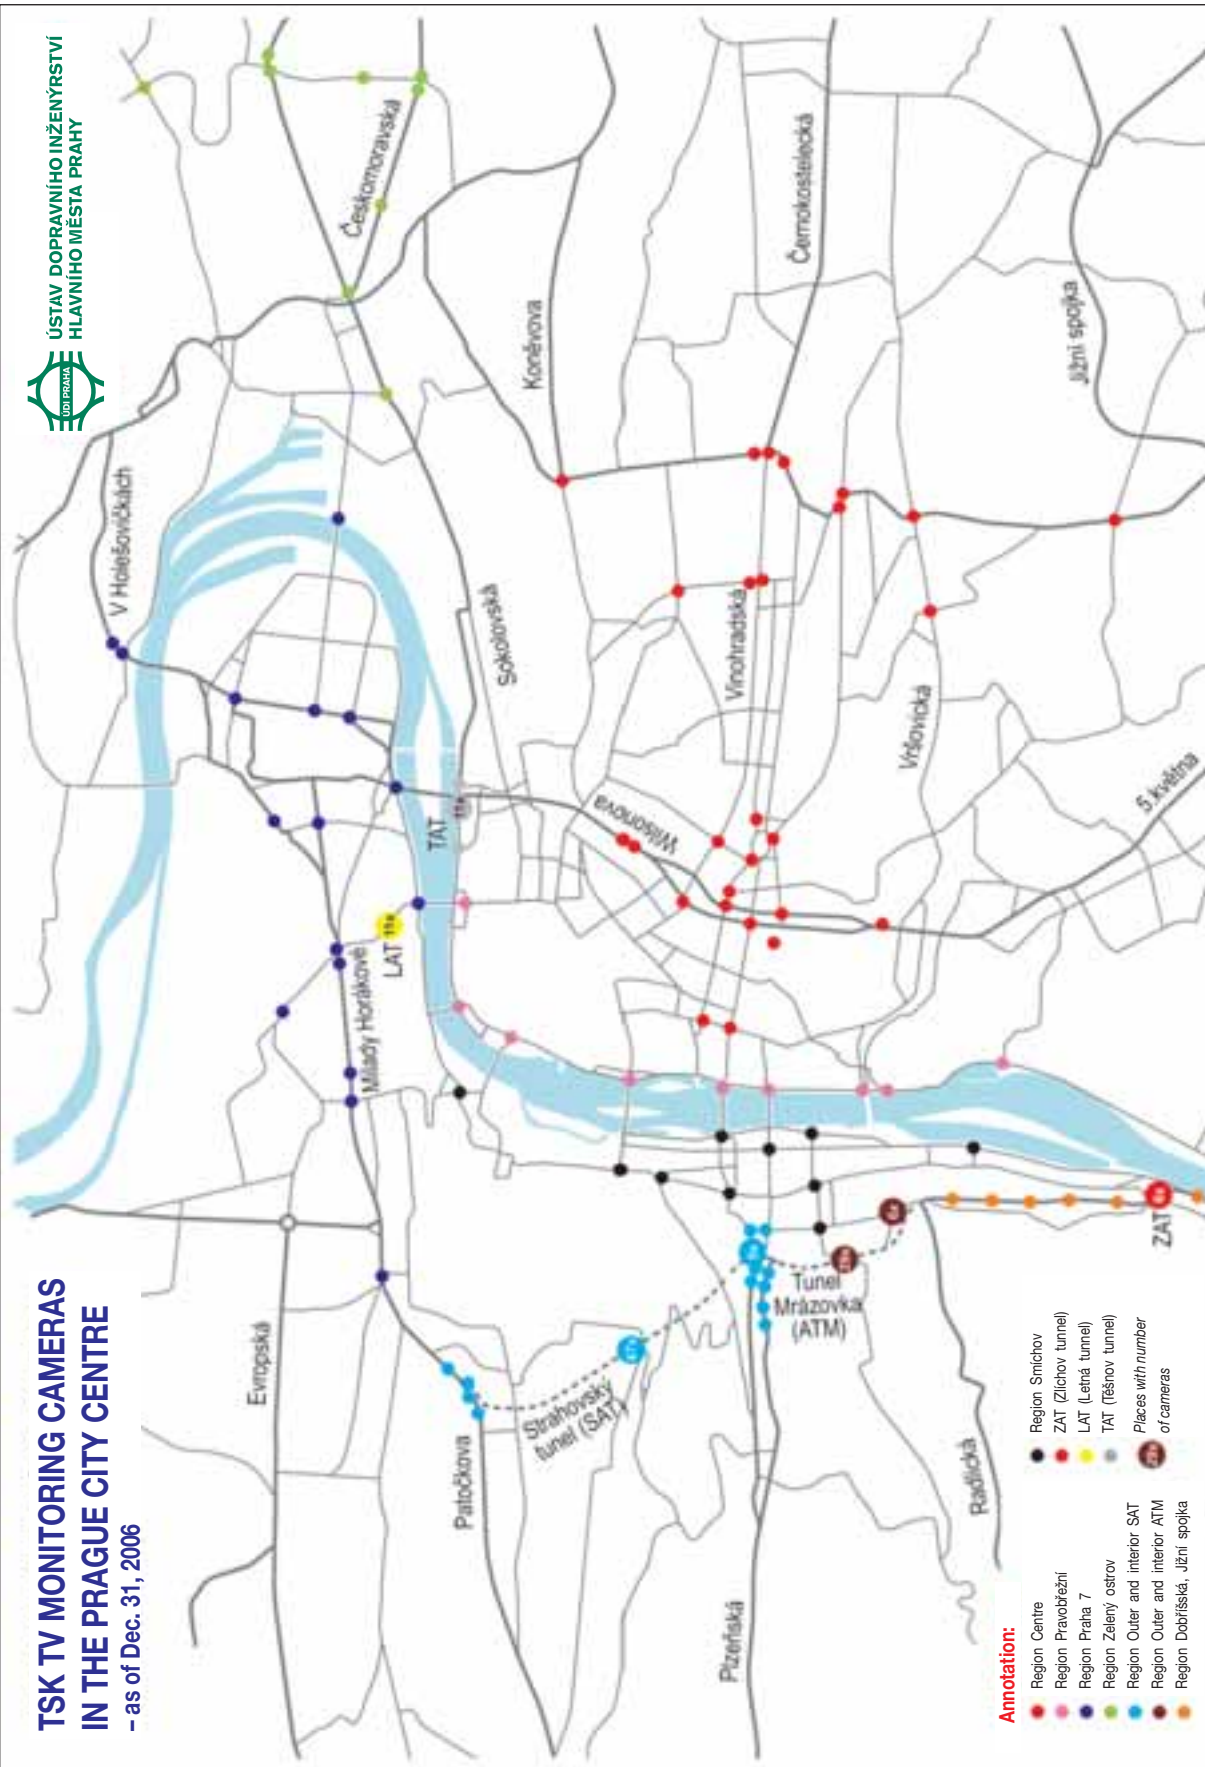 TSK TV MONITORING CAMERAS
IN THE PRAGUE CITY CENTRE
– as of Dec. 31, 2006
ÚDI PRAHA
ÚSTAV DOPRAVNÍHO INŽENÝRSTVÍ
HLAVNÍHO MĚSTA PRAHY
V Holešovičkách
Českomoravská
Evropská
Milady Horákové
LAT
11x
TAT
11x
Sokolovská
Koněvova
Patočkova
Strahovský
tunel (SAT)
Wilsonova
Vinohradská
Černokostelecká
Plzeňská
Tunel
Mrázovka
(ATM)
Vršovická
Radlická
ZAT
5.května
Jižní spojka
Annotation:
Region Centre
Region Pravobřežní
Region Praha 7
Region Zelený ostrov
Region Outer and interior SAT
Region Outer and interior ATM
Region Dobříšská, Jižní spojka
Region Smíchov
ZAT (Zlíchov tunnel)
LAT (Letná tunnel)
TAT (Těšnov tunnel)
Places with number
of cameras